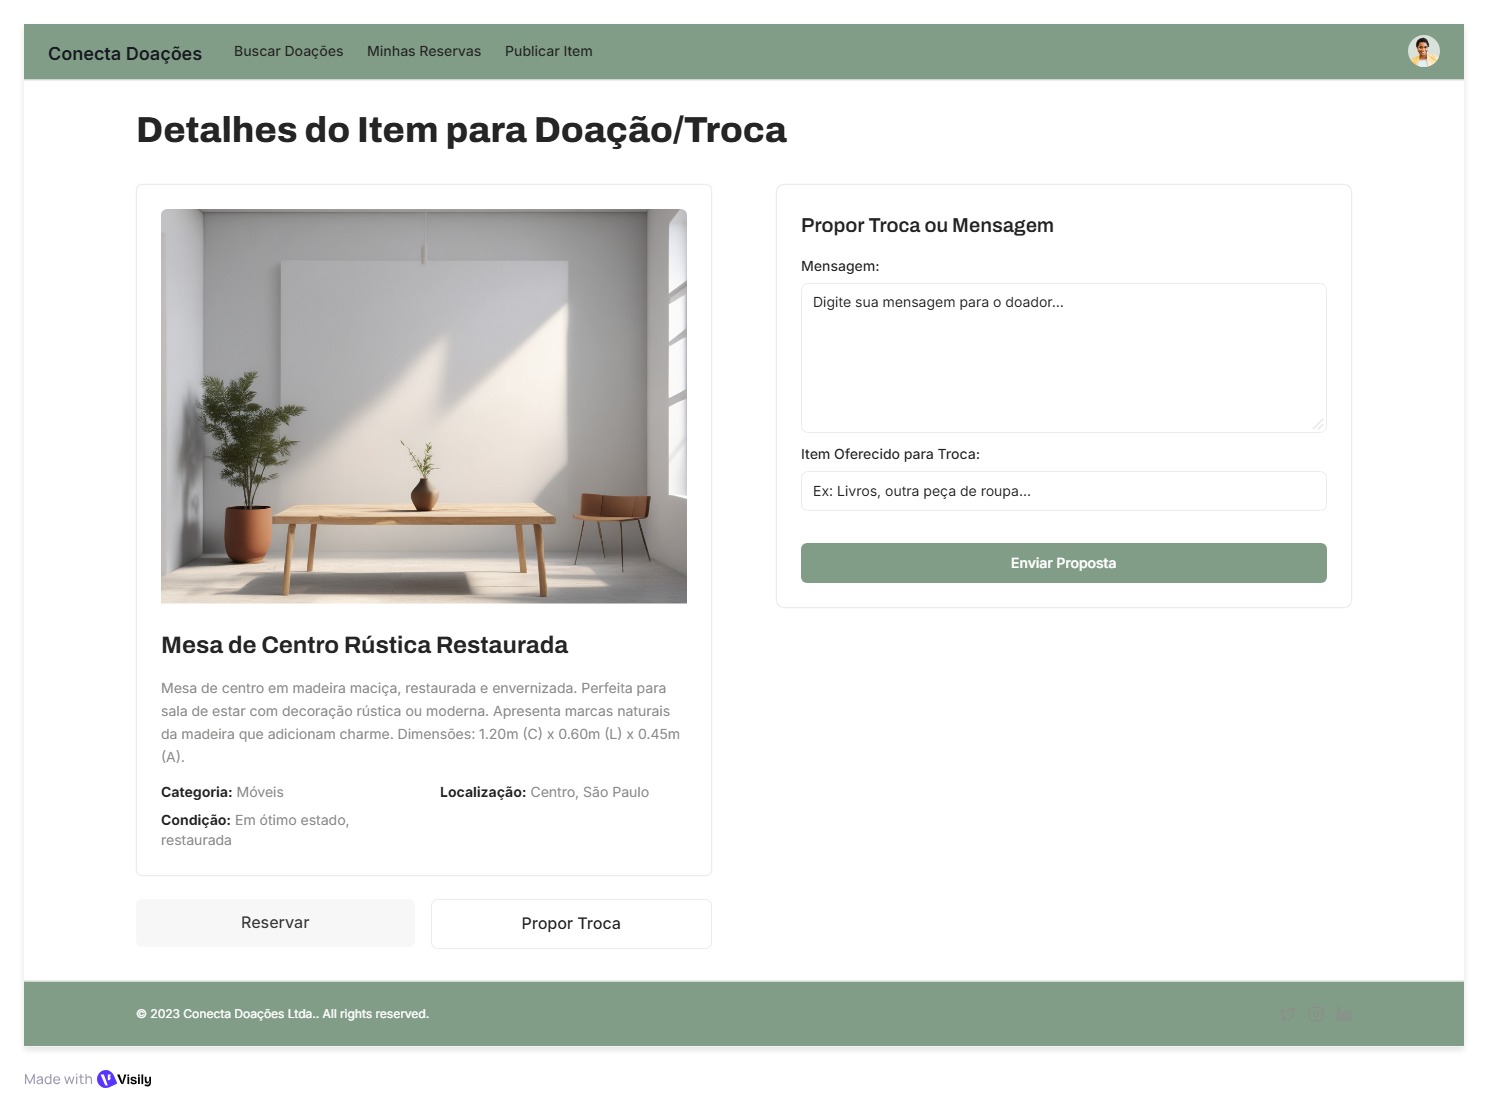 Conecta Doações
Buscar Doações
Minhas Reservas
Publicar Item
Detalhes do Item para Doação/Troca
Mesa de Centro Rústica Restaurada
Mesa de centro em madeira maciça, restaurada e envernizada. Perfeita para
sala de estar com decoração rústica ou moderna. Apresenta marcas naturais
da madeira que adicionam charme. Dimensões: 1.20m (C) x 0.60m (L) x 0.45m
(A).
Categoria: Móveis
Localização: Centro, São Paulo
Condição: Em ótimo estado,
restaurada
Reservar
Propor Troca
Propor Troca ou Mensagem
Mensagem:
Digite sua mensagem para o doador...
Item Oferecido para Troca:
Ex: Livros, outra peça de roupa...
Enviar Proposta
© 2023 Conecta Doações Ltda.. All rights reserved.
Made with Visily